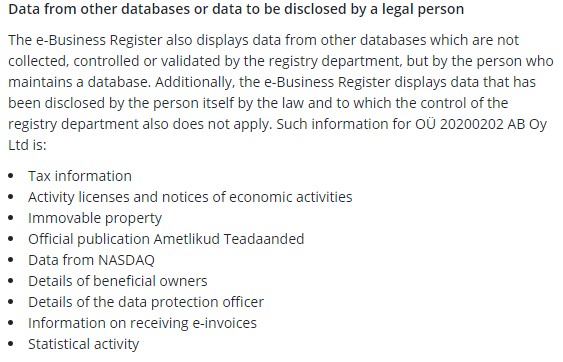 Data from other databases or data to be disclosed by a legal person
The e-Business Register also displays data from other databases which are not
collected, controlled or validated by the registry department, but by the person who
maintains a database. Additionally, the e-Business Register displays data that has
been disclosed by the person itself by the law and to which the control of the
registry department also does not apply. Such information for OÜ 20200202 AB Oy
Ltd is:
• Tax information
• Activity licenses and notices of economic activities
• Immovable property
• Official publication Ametlikud Teadaanded
• Data from NASDAQ
• Details of beneficial owners
• Details of the data protection officer
• Information on receiving e-invoices
• Statistical activity